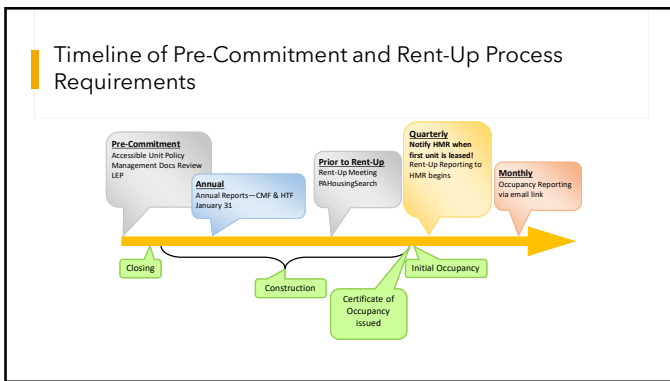 Timeline of Pre-Commitment and Rent-Up Process
Requirements
Pre-Commitment
Accessible Unit Policy
Management Docs Review
LEP
Annual
Annual Reports—CMF & HTF
January 31
Prior to Rent-Up
Rent-Up Meeting
PAHousingSearch
Quarterly
Notify HMR when
first unit is leased!
Rent-Up Reporting to
HMR begins
Monthly
Occupancy Reporting
via email link
Closing
Construction
Certificate of
Occupancy
issued
Initial Occupancy